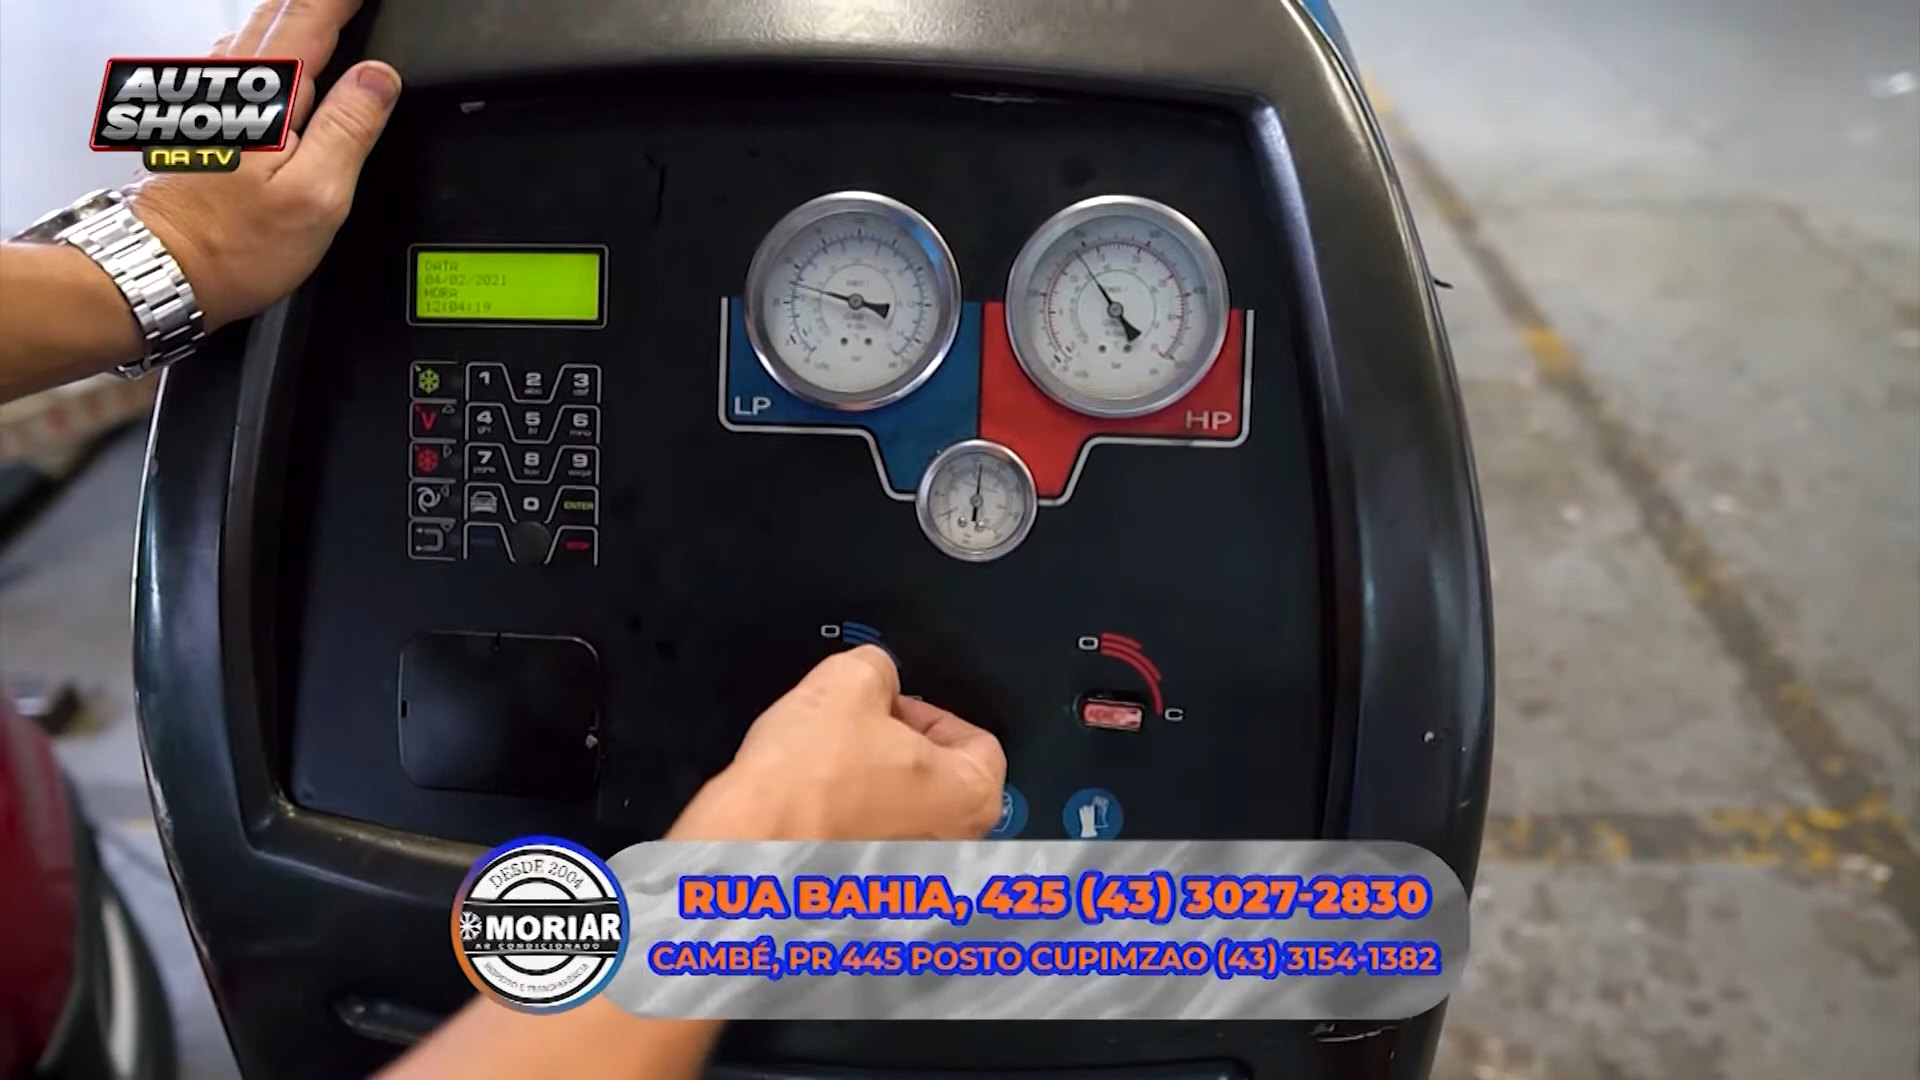 AUTO
SHOW
NA TV
DATA
04/02/2021
HORA
12:04:19
1 2 3
4 5 6
7 8 9
0 ENTER
STOP
LP
HP
O
O
C
DESDE 2004
MORIAR
AR CONDICIONADO
RUA BAHIA, 425 (43) 3027-2830
CAMBÉ, PR 445 POSTO CUPIMZAO (43) 3154-1382